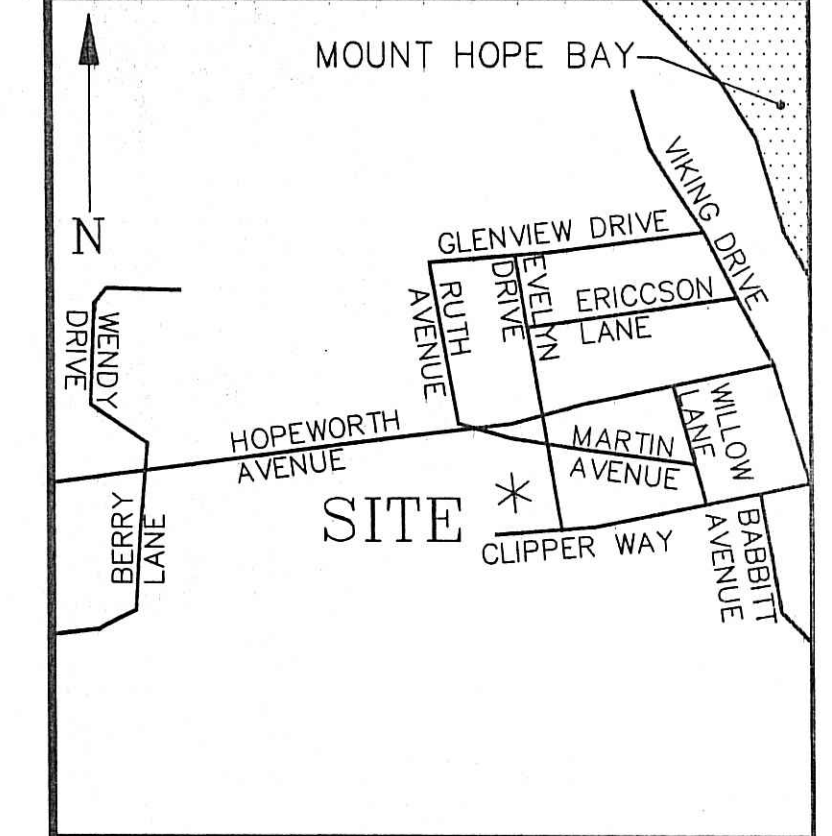 MOUNT HOPE BAY
N
VIKING DRIVE
GLENVIEW DRIVE
EVELYN
DRIVE
RUTH
AVENUE
ERICCSON
LANE
WENDY
DRIVE
HOPEWORTH
AVENUE
MARTIN
AVENUE
WILLOW
LANE
SITE
CLIPPER WAY
BABBITT
AVENUE
BERRY
LANE